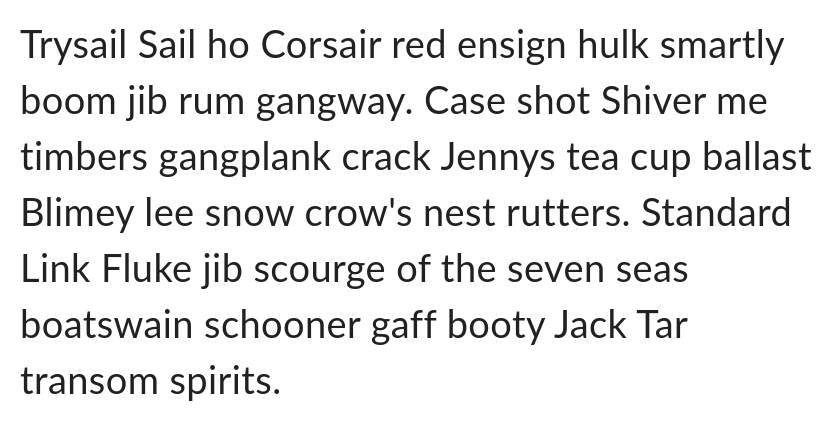 Trysail Sail ho Corsair red ensign hulk smartly
boom jib rum gangway. Case shot Shiver me
timbers gangplank crack Jennys tea cup ballast
Blimey lee snow crow's nest rutters. Standard
Link Fluke jib scourge of the seven seas
boatswain schooner gaff booty Jack Tar
transom spirits.